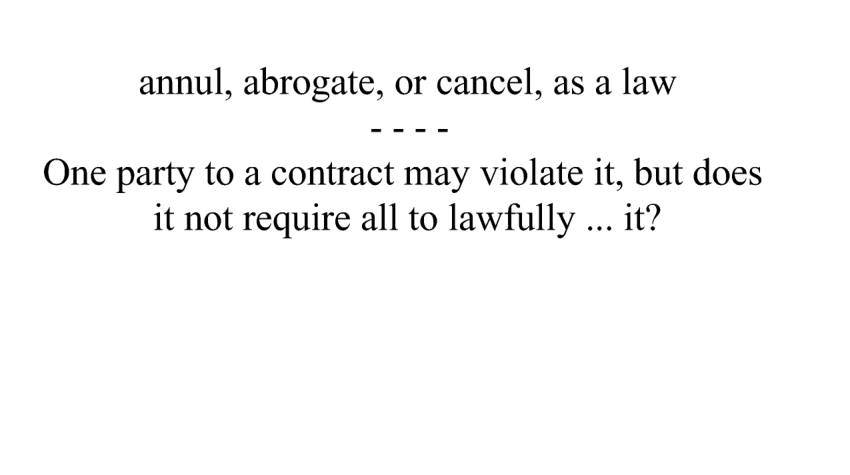 annul, abrogate, or cancel, as a law
- - - -
One party to a contract may violate it, but does
it not require all to lawfully ... it?